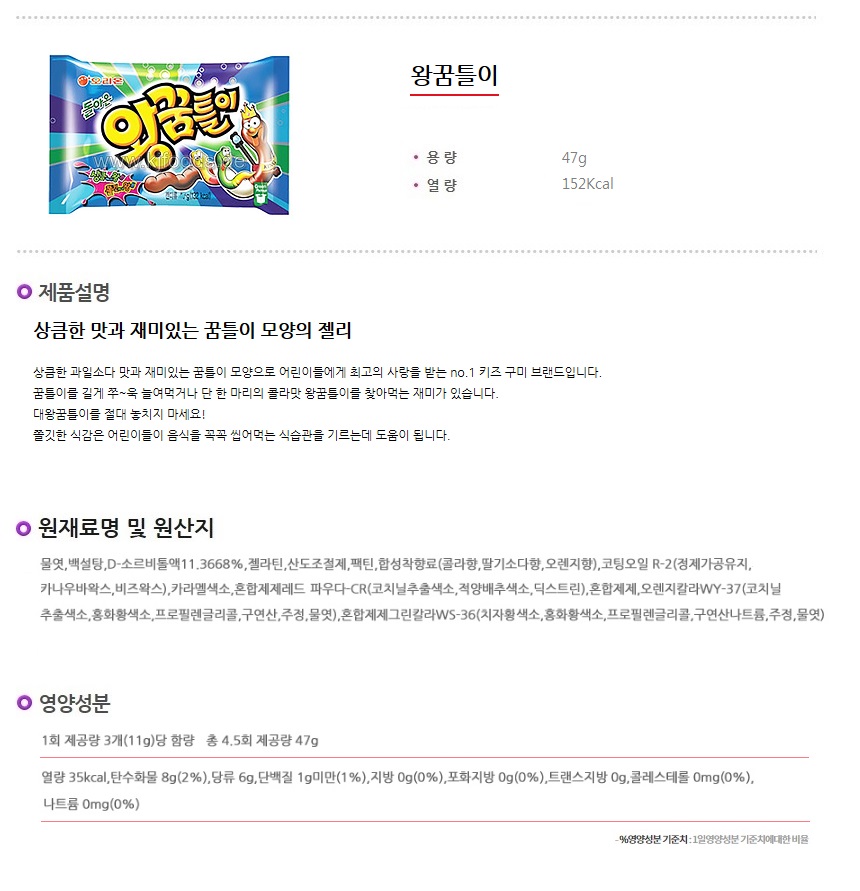 오리온
돌아온
왕꿈틀이
왕꿈틀이
용 량 47g
열 량 152Kcal
제품설명
상큼한 맛과 재미있는 꿈틀이 모양의 젤리
상큼한 과일소다 맛과 재미있는 꿈틀이 모양으로 어린이들에게 최고의 사랑을 받는 no.1 키즈 구미 브랜드입니다.
꿈틀이를 길게 쭈~욱 늘여먹거나 단 한 마리의 콜라맛 왕꿈틀이를 찾아먹는 재미가 있습니다.
대왕꿈틀이를 절대 놓치지 마세요!
쫄깃한 식감은 어린이들이 음식을 꼭꼭 씹어먹는 식습관을 기르는데 도움이 됩니다.
원재료명 및 원산지
물엿,백설탕,D-소르비톨액11.3668%,젤라틴,산도조절제,펙틴,합성착향료(콜라향,딸기소다향,오렌지향),코팅오일 R-2(정제가공유지,
카나우바왁스,비즈왁스),카라멜색소,혼합제제레드 파우다-CR(코치닐추출색소,적양배추색소,덱스트린),혼합제제,오렌지칼라WY-37(코치닐
추출색소,홍화황색소,프로필렌글리콜,구연산,주정,물엿),혼합제제그린칼라WS-36(치자황색소,홍화황색소,프로필렌글리콜,구연산나트륨,주정,물엿)
영양성분
1회 제공량 3개(11g)당 함량 총 4.5회 제공량 47g
열량 35kcal,탄수화물 8g(2%),당류 6g,단백질 1g미만(1%),지방 0g(0%),포화지방 0g(0%),트랜스지방 0g,콜레스테롤 0mg(0%),
나트륨 0mg(0%)
- %영양성분 기준치 : 1일영양성분 기준치에대한 비율